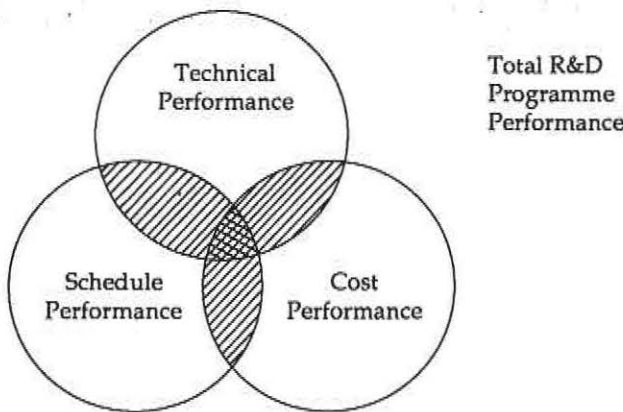 Technical
Performance
Total R&D
Programme
Performance
Schedule
Performance
Cost
Performance